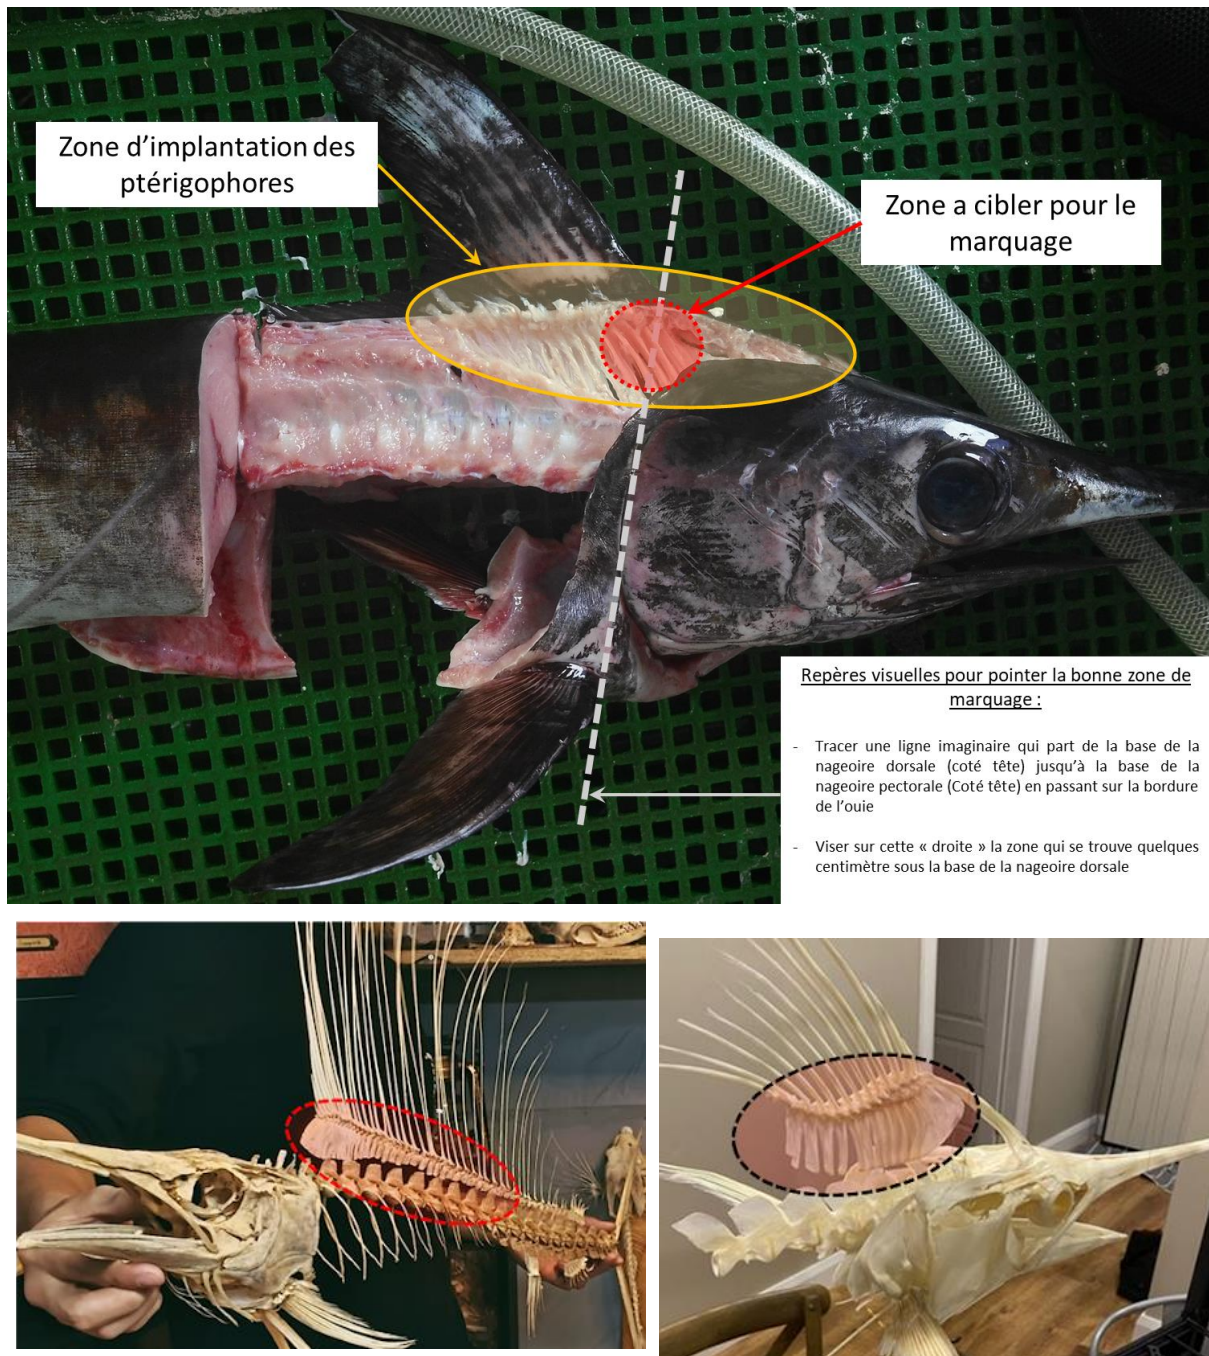 Zone d’implantation des
ptérigophores
Zone a cibler pour le
marquage
Repères visuelles pour pointer la bonne zone de
marquage :
- Tracer une ligne imaginaire qui part de la base de la
nageoire dorsale (coté tête) jusqu’à la base de la
nageoire pectorale (Coté tête) en passant sur la bordure
de l’ouie
- Viser sur cette « droite » la zone qui se trouve quelques
centimètre sous la base de la nageoire dorsale